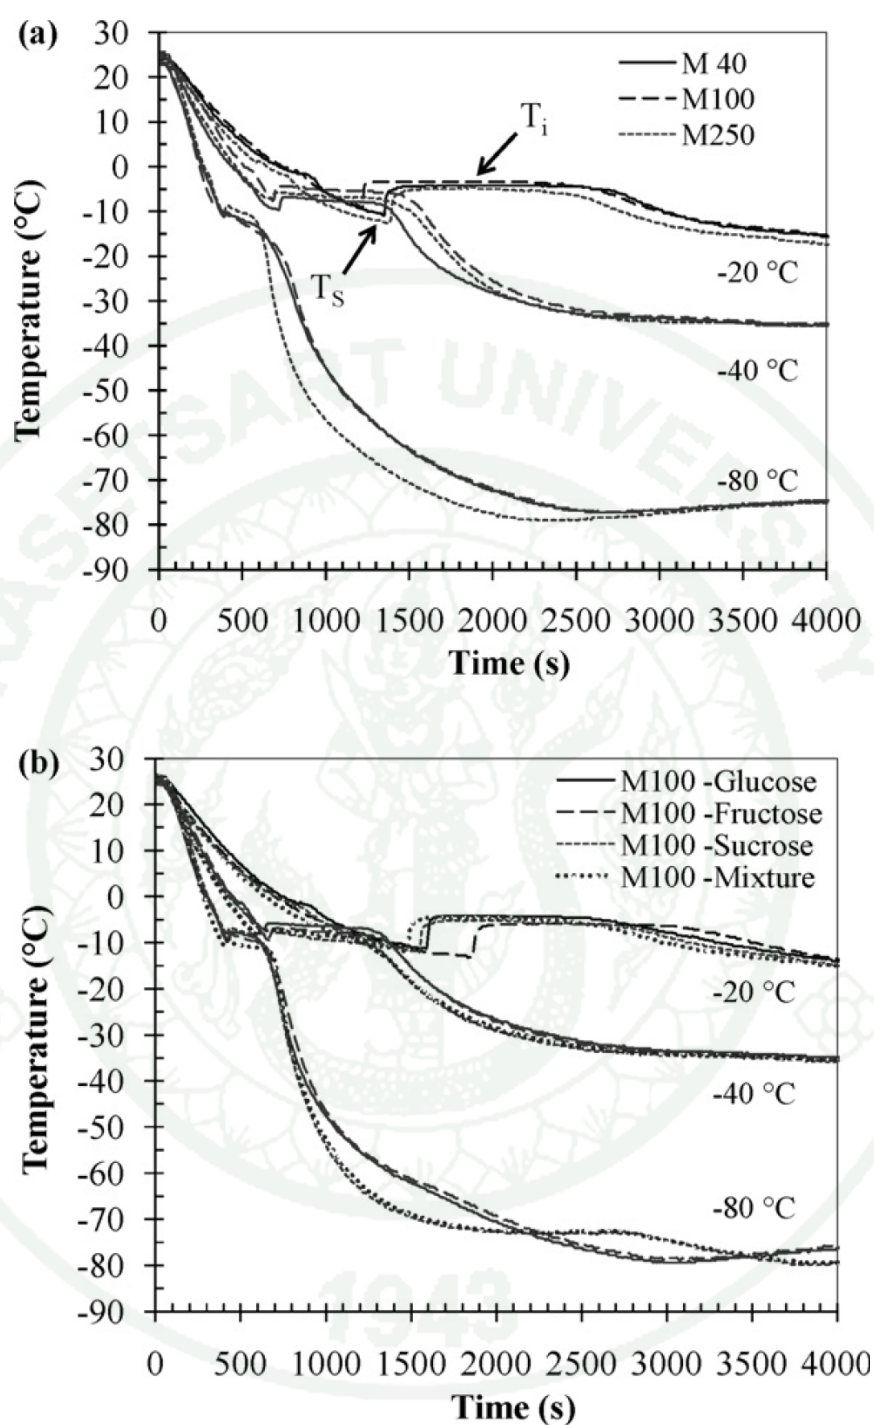 (a)
30
20
10
0
-10
-20
-30
-40
-50
-60
-70
-80
-90
Temperature (°C)
M 40
M100
M250
Ti
TS
-20 °C
-40 °C
-80 °C
0 500 1000 1500 2000 2500 3000 3500 4000
Time (s)
KASETSART UNIVERSITY
(b)
30
20
10
0
-10
-20
-30
-40
-50
-60
-70
-80
-90
Temperature (°C)
M100 -Glucose
M100 -Fructose
M100 -Sucrose
M100 -Mixture
-20 °C
-40 °C
-80 °C
1943
0 500 1000 1500 2000 2500 3000 3500 4000
Time (s)